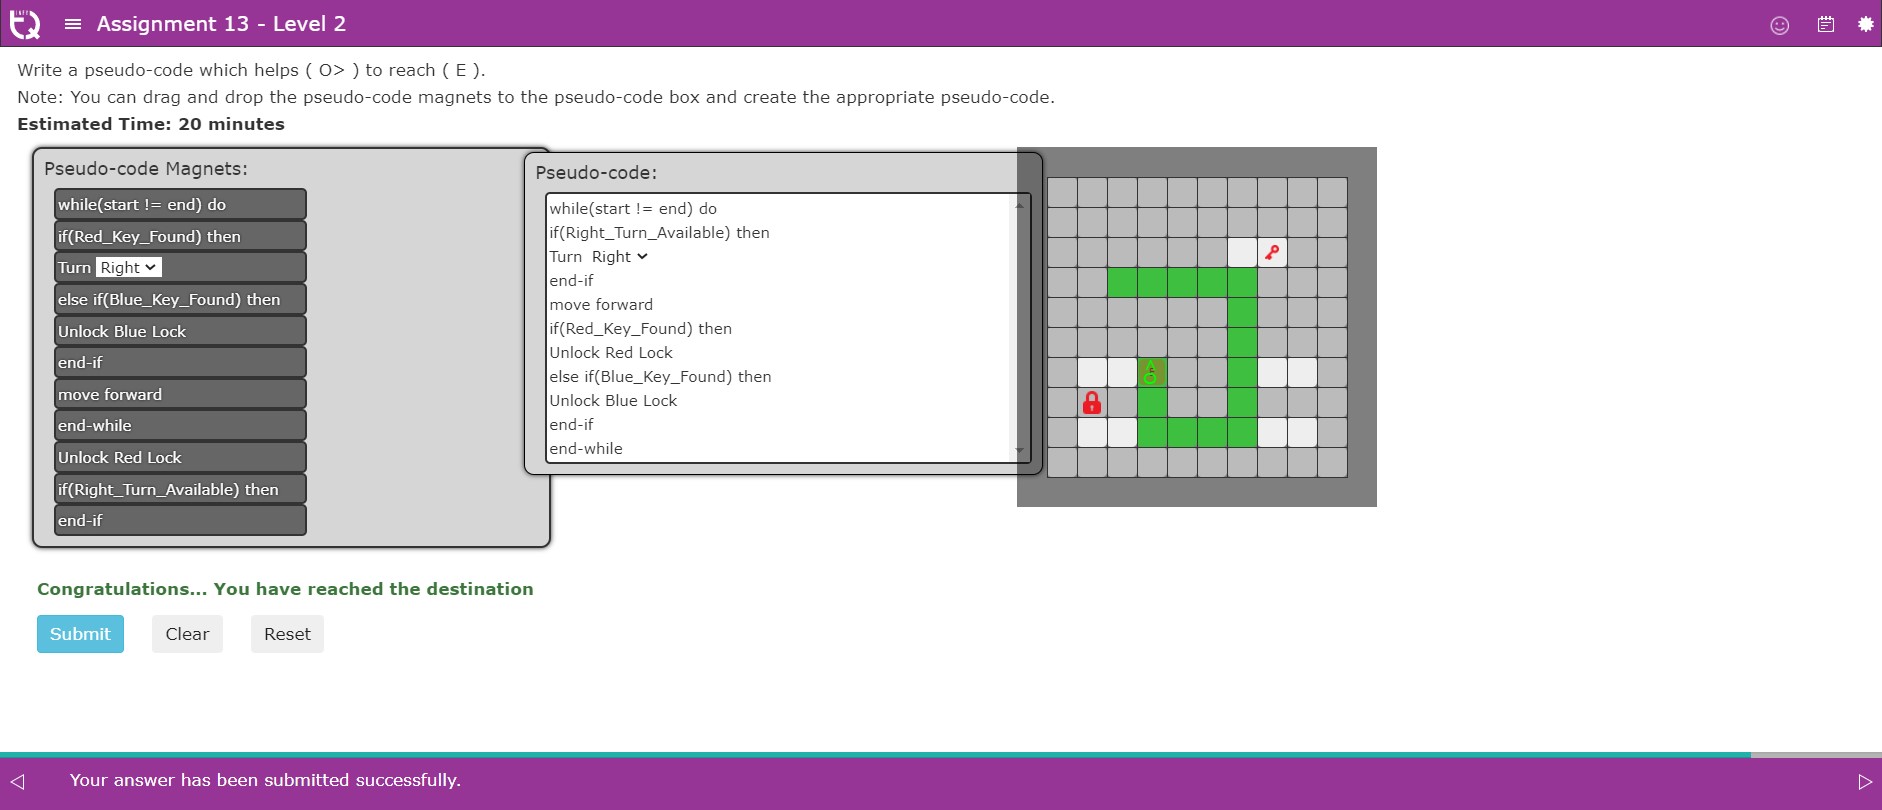 Assignment 13 - Level 2
Write a pseudo-code which helps ( O> ) to reach ( E ).
Note: You can drag and drop the pseudo-code magnets to the pseudo-code box and create the appropriate pseudo-code.
Estimated Time: 20 minutes
Pseudo-code Magnets:
while(start != end) do
if(Red_Key_Found) then
Turn Right
else if(Blue_Key_Found) then
Unlock Blue Lock
end-if
move forward
end-while
Unlock Red Lock
if(Right_Turn_Available) then
end-if
Pseudo-code:
while(start != end) do
if(Right_Turn_Available) then
Turn Right
end-if
move forward
if(Red_Key_Found) then
Unlock Red Lock
else if(Blue_Key_Found) then
Unlock Blue Lock
end-if
end-while
Congratulations... You have reached the destination
Submit
Clear
Reset
Your answer has been submitted successfully.